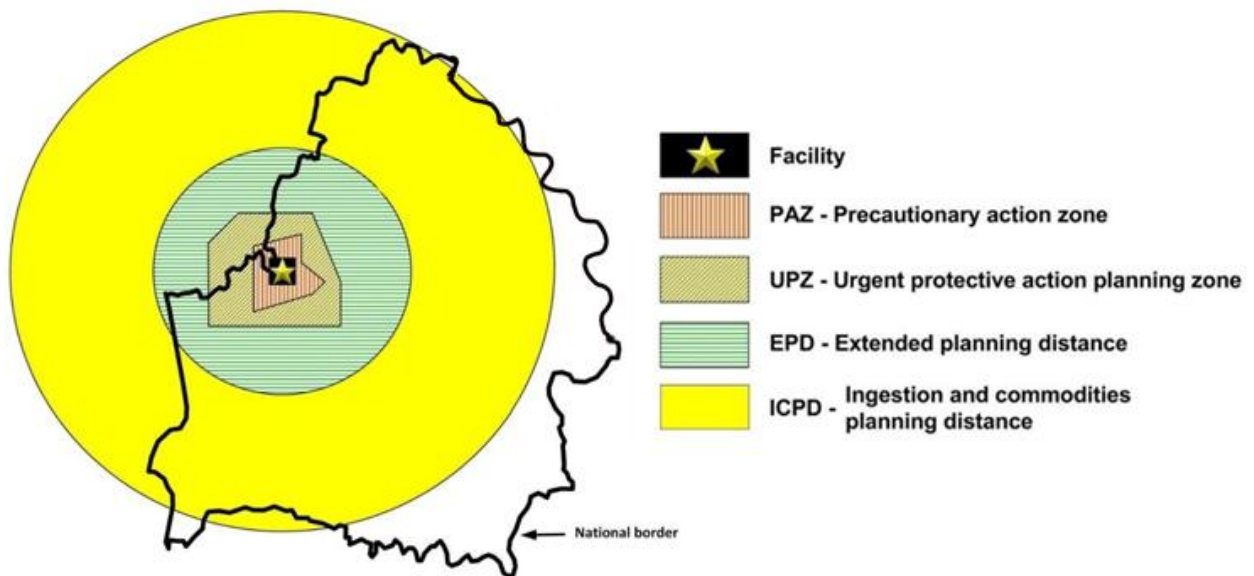 Facility
PAZ - Precautionary action zone
UPZ - Urgent protective action planning zone
EPD - Extended planning distance
ICPD - Ingestion and commodities
planning distance
National border